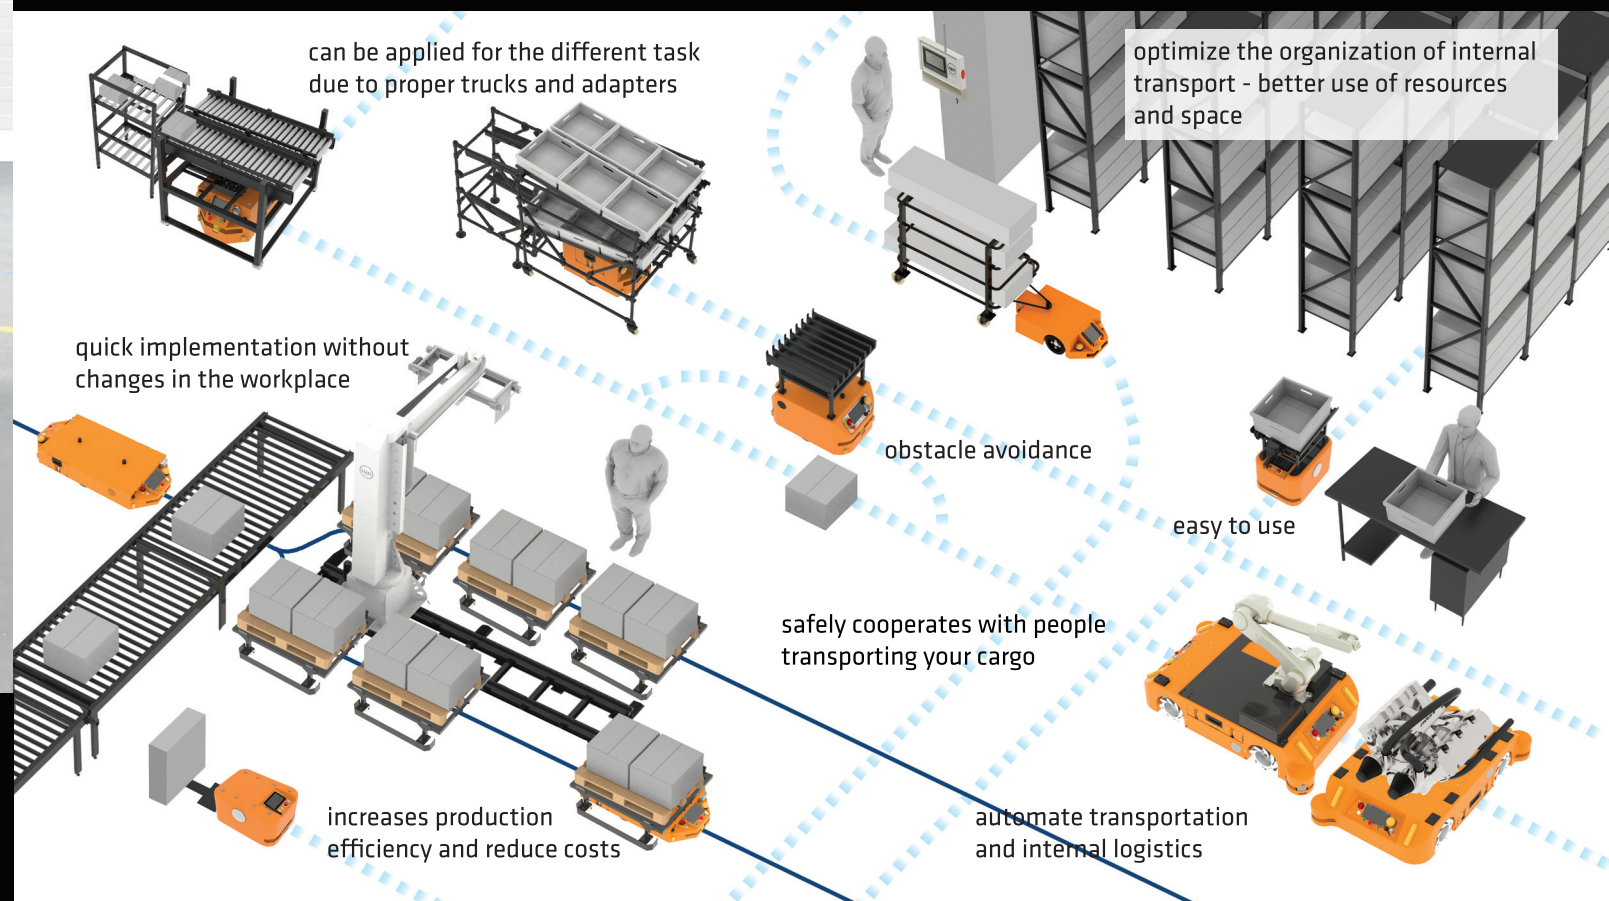 can be applied for the different task
due to proper trucks and adapters
optimize the organization of internal
transport - better use of resources
and space
quick implementation without
changes in the workplace
obstacle avoidance
easy to use
safely cooperates with people
transporting your cargo
increases production
efficiency and reduce costs
automate transportation
and internal logistics